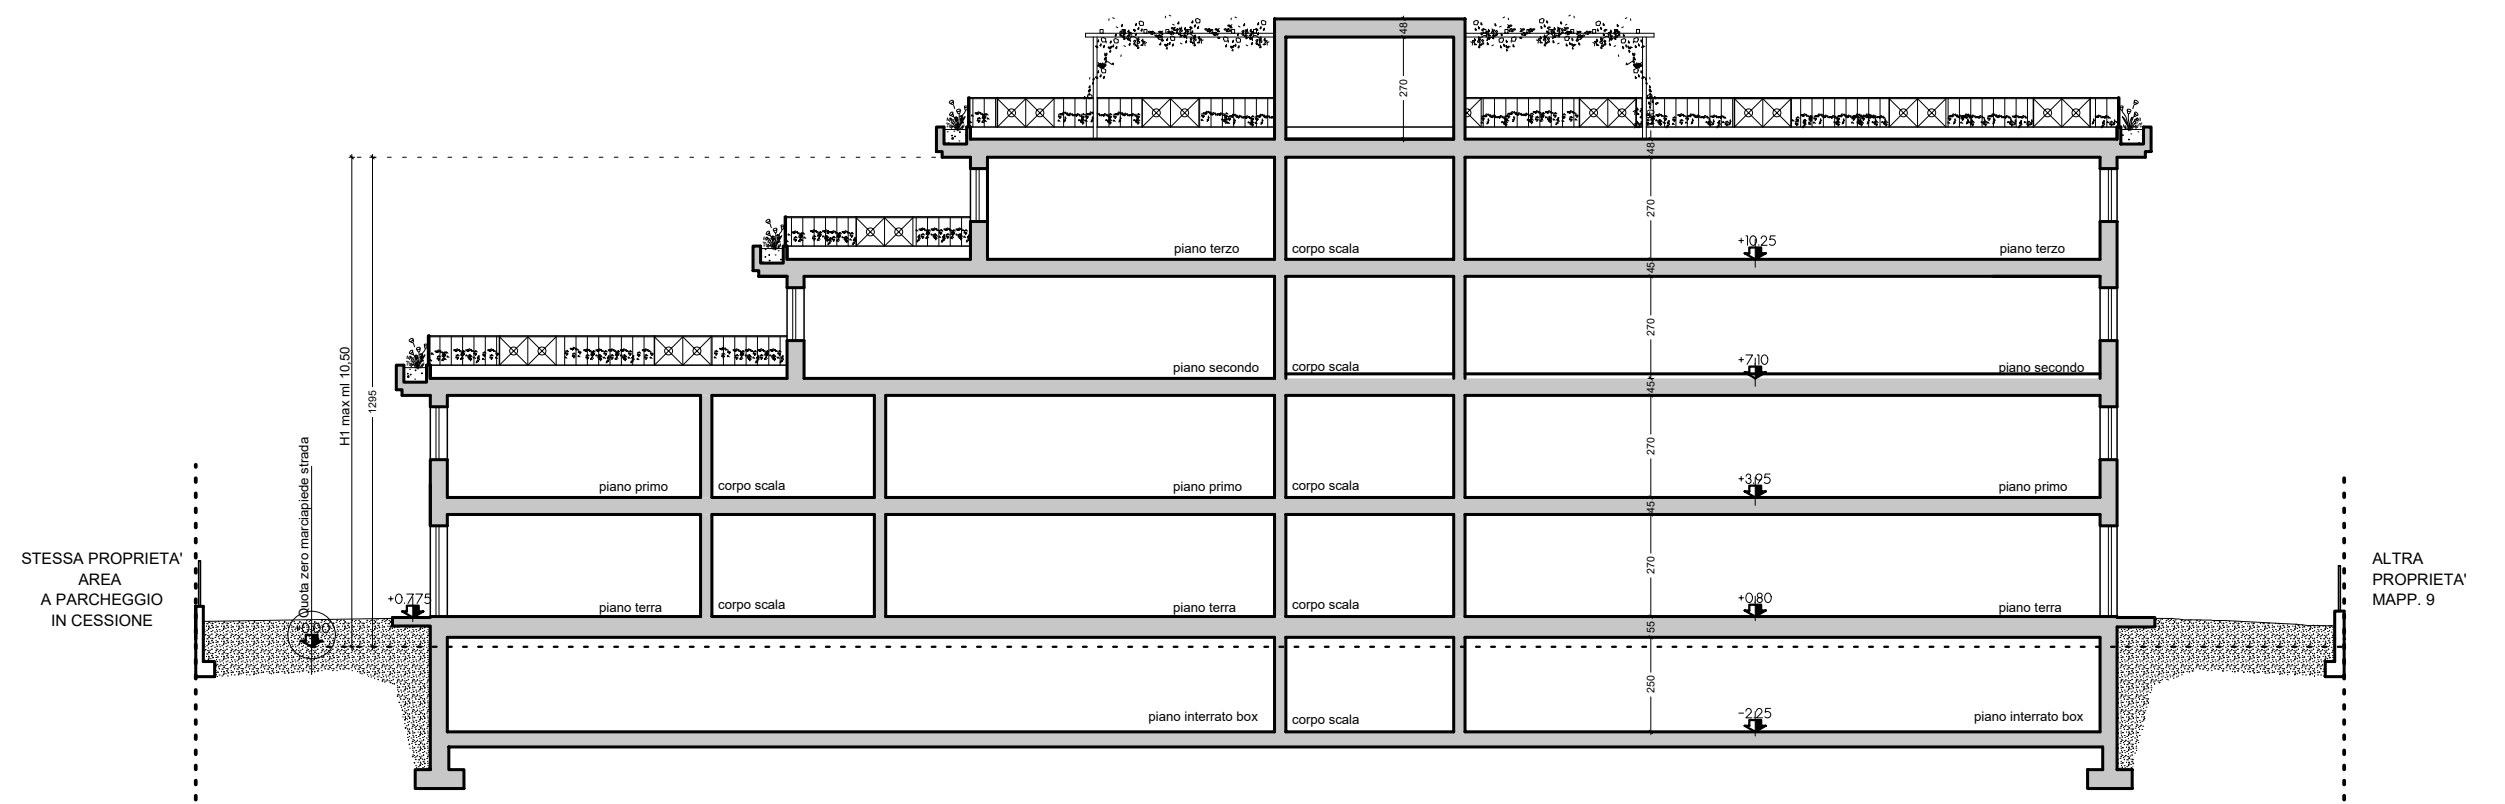 48
270
48
270
piano terzo
corpo scala
+10.25
piano terzo
45
270
piano secondo
corpo scala
+7.10
piano secondo
45
H1 max ml 10,50
1295
270
piano primo
corpo scala
piano primo
corpo scala
+3.95
piano primo
45
Quota zero marciapiede strada
270
STESSA PROPRIETA'
AREA
A PARCHEGGIO
IN CESSIONE
+0.00
+0.775
piano terra
corpo scala
piano terra
corpo scala
+0.80
piano terra
ALTRA
PROPRIETA'
MAPP. 9
55
250
piano interrato box
corpo scala
-2.25
piano interrato box